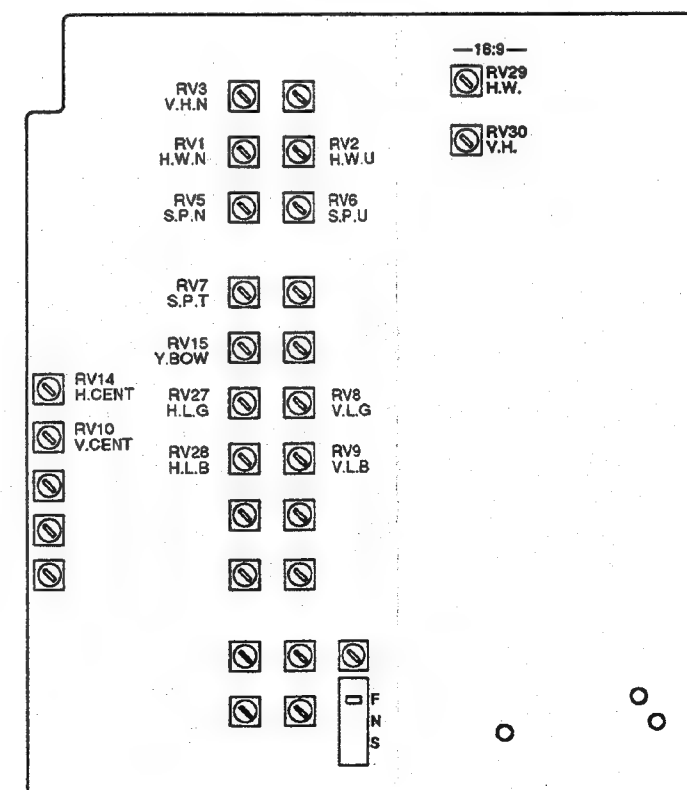 —16:9—
RV29
H.W.
RV30
V.H.
RV3
V.H.N
RV1
H.W.N
RV2
H.W.U
RV5
S.P.N
RV6
S.P.U
RV7
S.P.T
RV15
Y.BOW
RV14
H.CENT
RV27
H.L.G
RV8
V.L.G
RV10
V.CENT
RV28
H.L.B
RV9
V.L.B
F
N
S